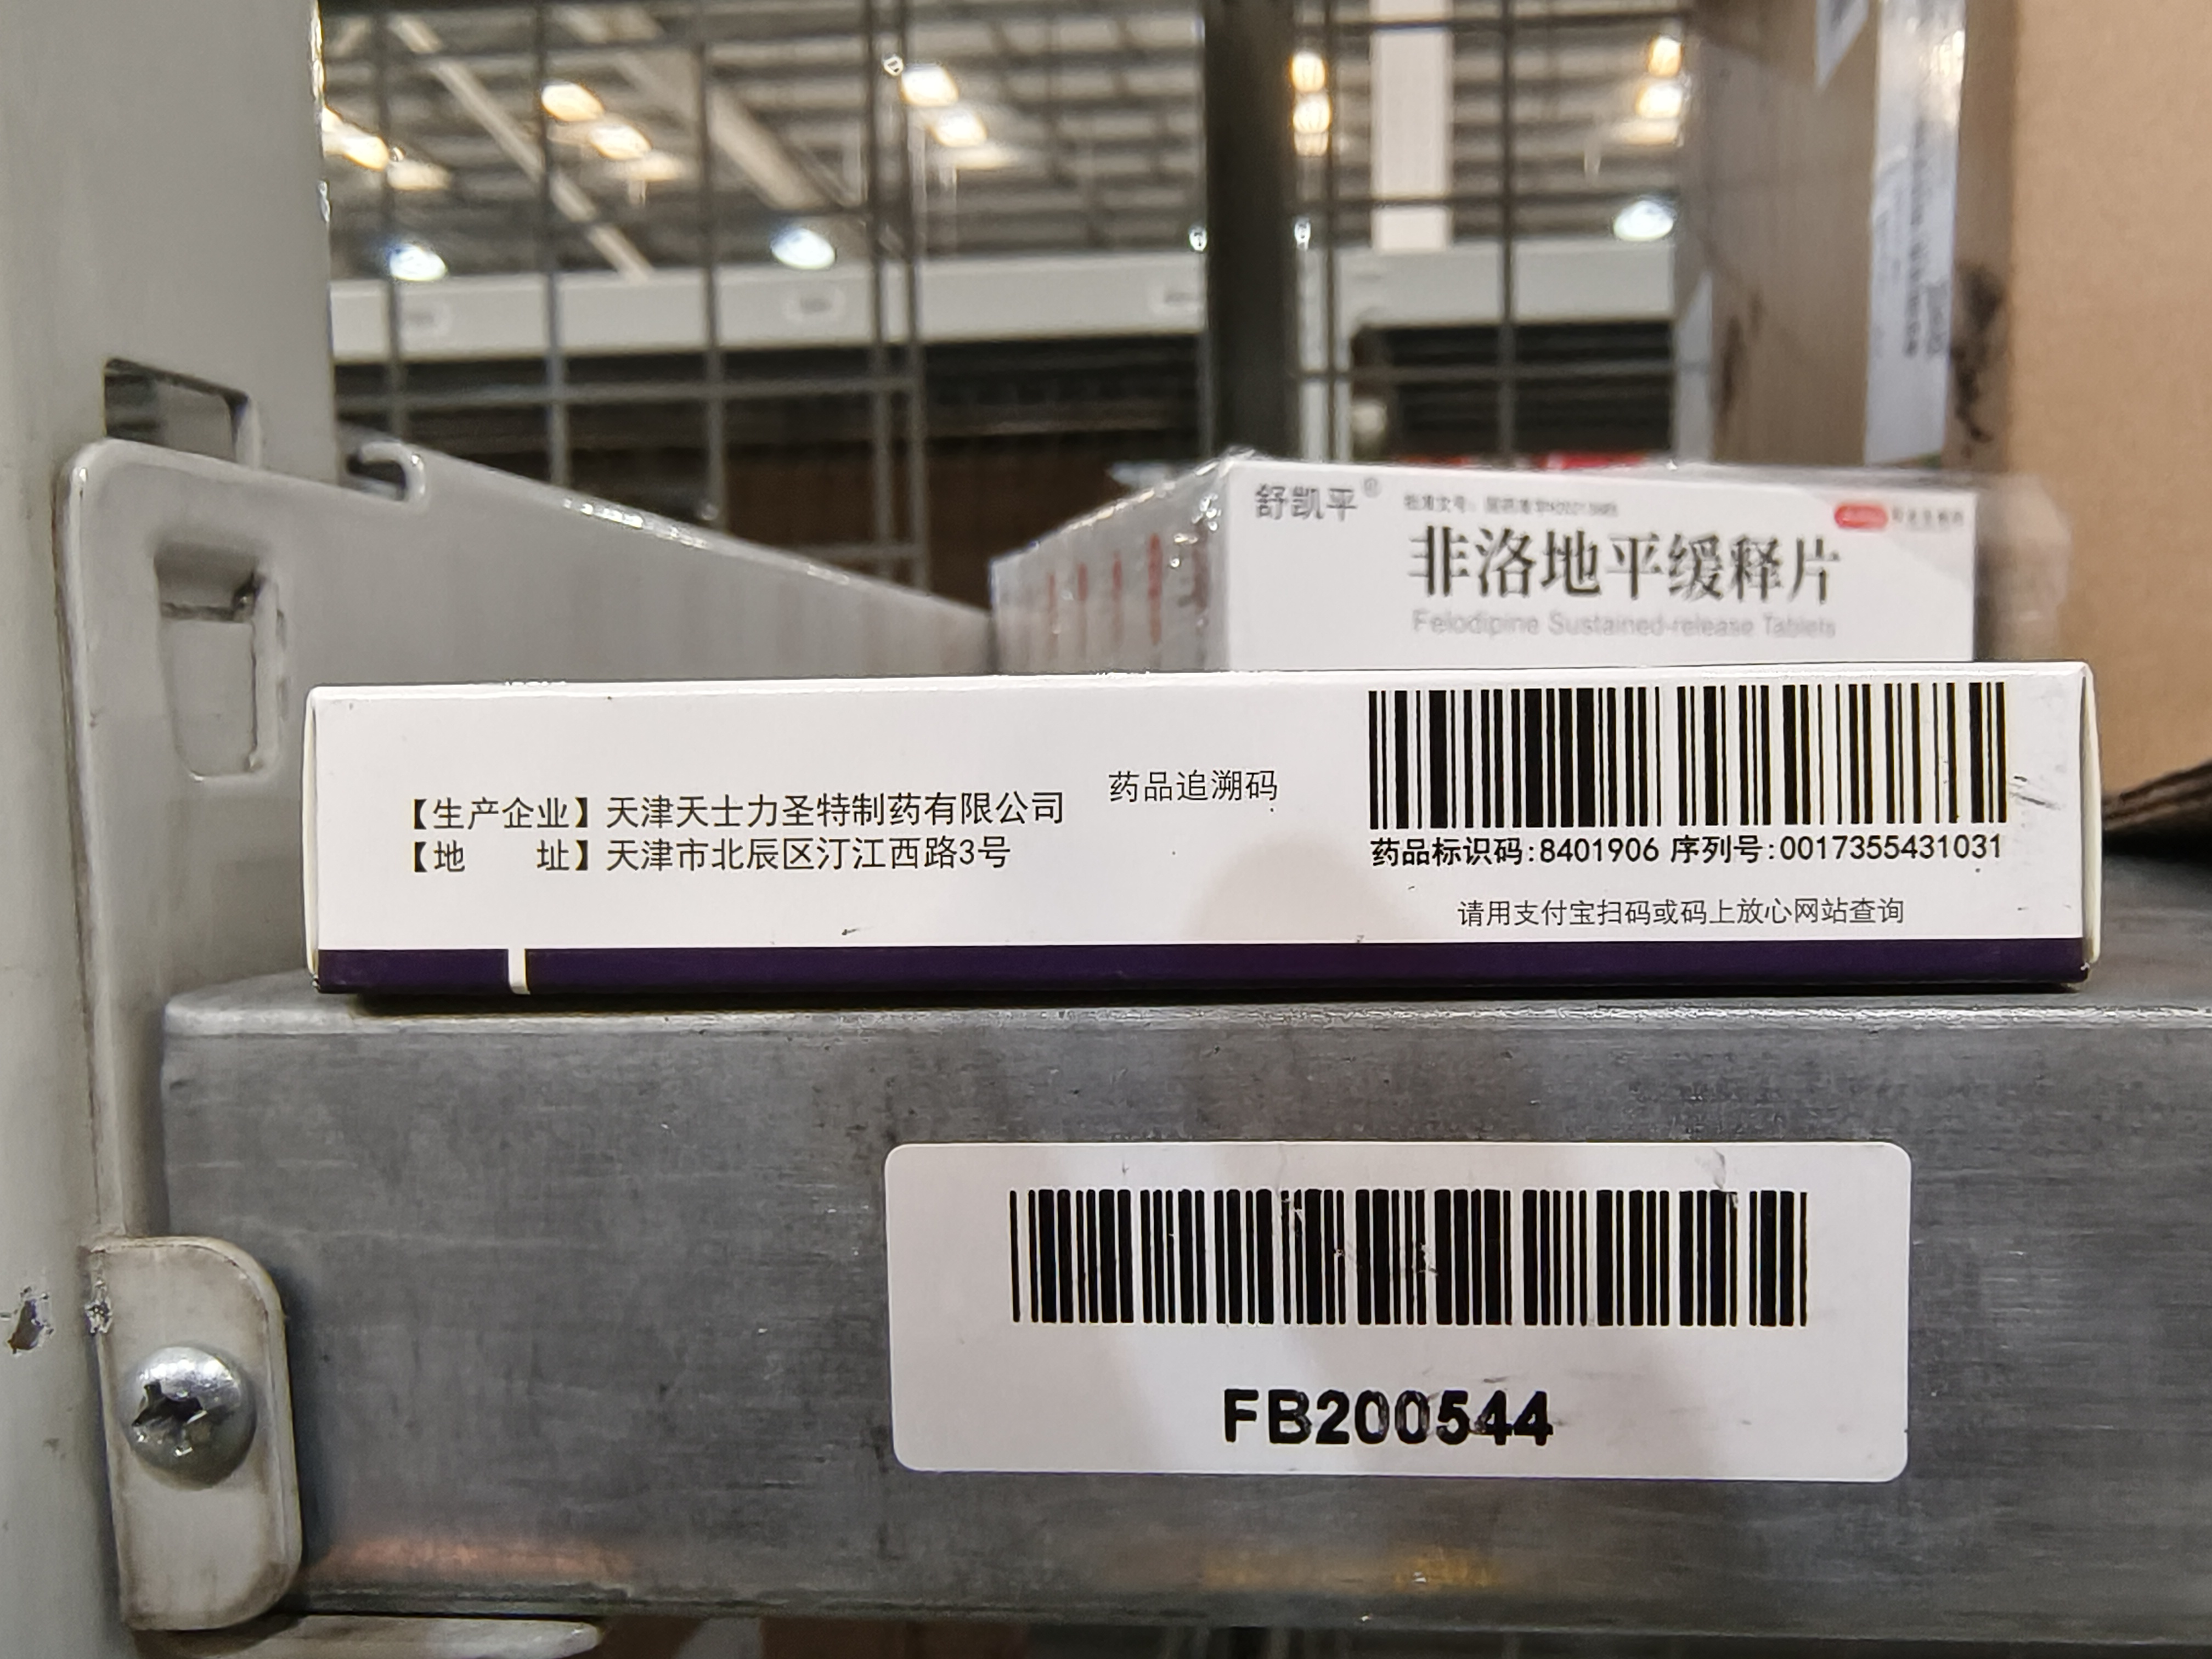 舒凯平®
批准文号：
非洛地平缓释片
Felodipine Sustained-release Tablets
【生产企业】天津天士力圣特制药有限公司
【地 址】天津市北辰区汀江西路3号
药品追溯码
药品标识码:8401906 序列号:0017355431031
请用支付宝扫码或码上放心网站查询
FB200544